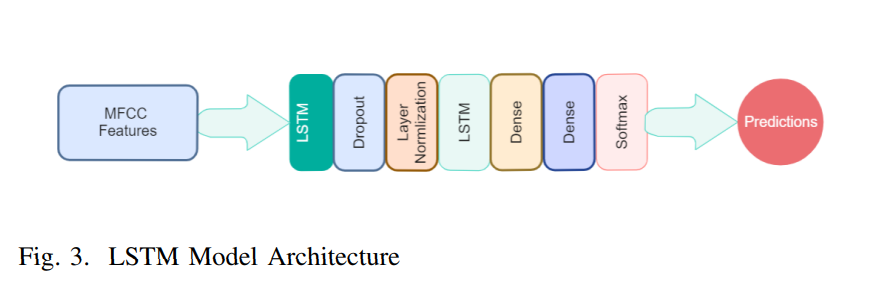 MFCC
Features
LSTM
Dropout
Layer
Normlization
LSTM
Dense
Dense
Softmax
Predictions
Fig. 3. LSTM Model Architecture